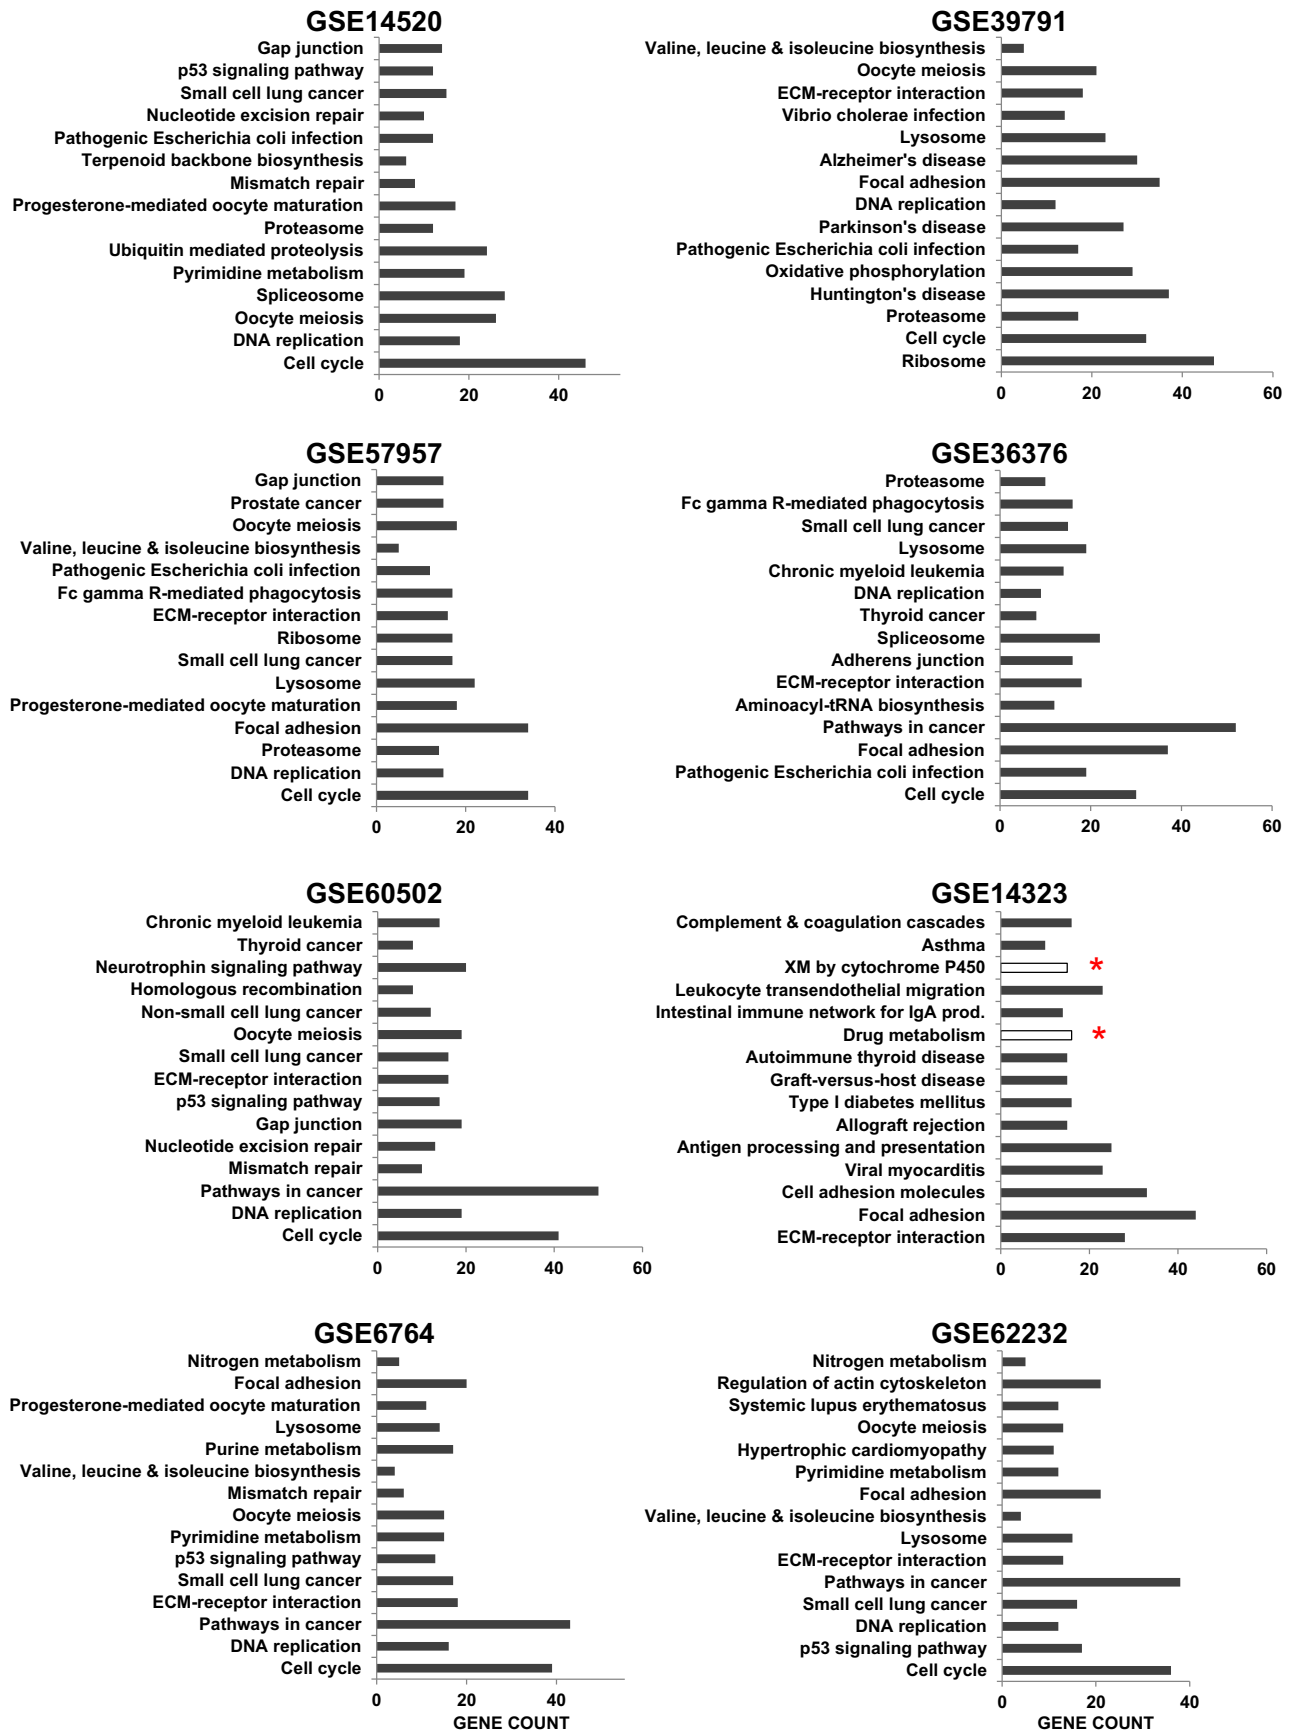 GSE14520
Gap junction
p53 signaling pathway
Small cell lung cancer
Nucleotide excision repair
Pathogenic Escherichia coli infection
Terpenoid backbone biosynthesis
Mismatch repair
Progesterone-mediated oocyte maturation
Proteasome
Ubiquitin mediated proteolysis
Pyrimidine metabolism
Spliceosome
Oocyte meiosis
DNA replication
Cell cycle
0 20 40
GSE39791
Valine, leucine & isoleucine biosynthesis
Oocyte meiosis
ECM-receptor interaction
Vibrio cholerae infection
Lysosome
Alzheimer's disease
Focal adhesion
DNA replication
Parkinson's disease
Pathogenic Escherichia coli infection
Oxidative phosphorylation
Huntington's disease
Proteasome
Cell cycle
Ribosome
0 20 40 60
GSE57957
Gap junction
Prostate cancer
Oocyte meiosis
Valine, leucine & isoleucine biosynthesis
Pathogenic Escherichia coli infection
Fc gamma R-mediated phagocytosis
ECM-receptor interaction
Ribosome
Small cell lung cancer
Lysosome
Progesterone-mediated oocyte maturation
Focal adhesion
Proteasome
DNA replication
Cell cycle
0 20 40
GSE36376
Proteasome
Fc gamma R-mediated phagocytosis
Small cell lung cancer
Lysosome
Chronic myeloid leukemia
DNA replication
Thyroid cancer
Spliceosome
Adherens junction
ECM-receptor interaction
Aminoacyl-tRNA biosynthesis
Pathways in cancer
Focal adhesion
Pathogenic Escherichia coli infection
Cell cycle
0 20 40 60
GSE60502
Chronic myeloid leukemia
Thyroid cancer
Neurotrophin signaling pathway
Homologous recombination
Non-small cell lung cancer
Oocyte meiosis
Small cell lung cancer
ECM-receptor interaction
p53 signaling pathway
Gap junction
Nucleotide excision repair
Mismatch repair
Pathways in cancer
DNA replication
Cell cycle
0 20 40 60
GSE14323
Complement & coagulation cascades
Asthma
XM by cytochrome P450 *
Leukocyte transendothelial migration
Intestinal immune network for IgA prod.
Drug metabolism *
Autoimmune thyroid disease
Graft-versus-host disease
Type I diabetes mellitus
Allograft rejection
Antigen processing and presentation
Viral myocarditis
Cell adhesion molecules
Focal adhesion
ECM-receptor interaction
0 20 40 60
GSE6764
Nitrogen metabolism
Focal adhesion
Progesterone-mediated oocyte maturation
Lysosome
Purine metabolism
Valine, leucine & isoleucine biosynthesis
Mismatch repair
Oocyte meiosis
Pyrimidine metabolism
p53 signaling pathway
Small cell lung cancer
ECM-receptor interaction
Pathways in cancer
DNA replication
Cell cycle
0 20 40
GENE COUNT
GSE62232
Nitrogen metabolism
Regulation of actin cytoskeleton
Systemic lupus erythematosus
Oocyte meiosis
Hypertrophic cardiomyopathy
Pyrimidine metabolism
Focal adhesion
Valine, leucine & isoleucine biosynthesis
Lysosome
ECM-receptor interaction
Pathways in cancer
Small cell lung cancer
DNA replication
p53 signaling pathway
Cell cycle
0 20 40
GENE COUNT